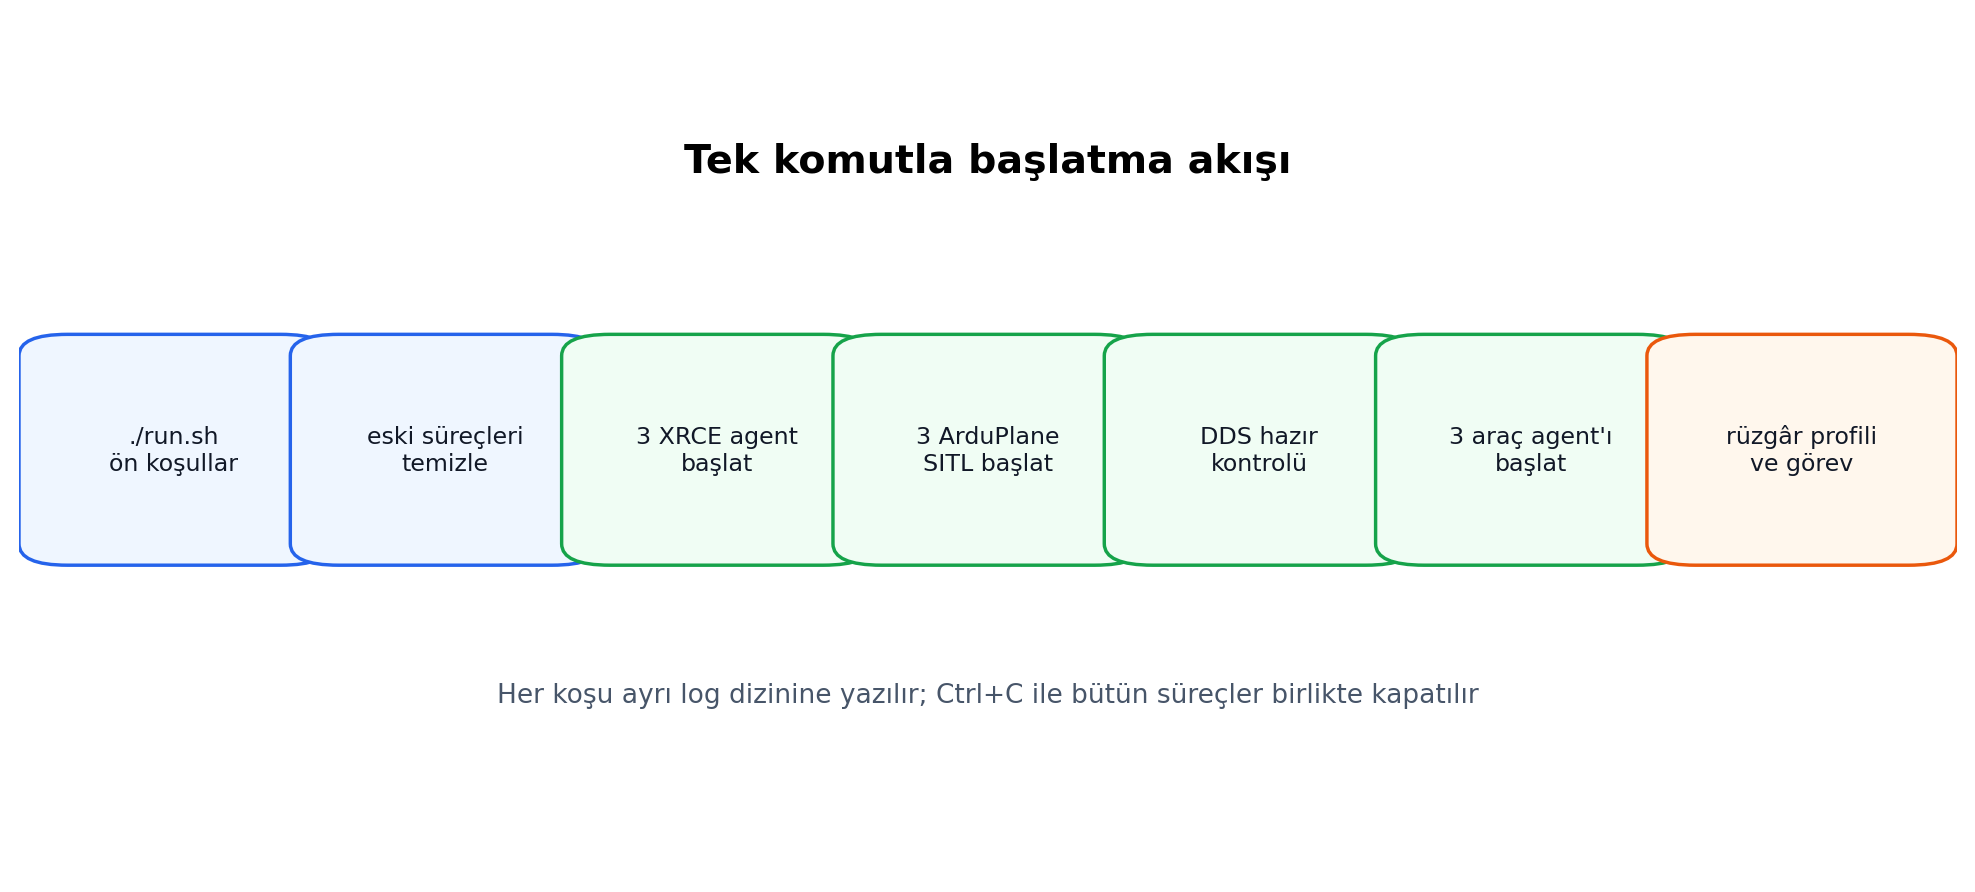 Tek komutla başlatma akışı
./run.sh
ön koşullar
eski süreçleri
temizle
3 XRCE agent
başlat
3 ArduPlane
SITL başlat
DDS hazır
kontrolü
3 araç agent'ı
başlat
rüzgâr profili
ve görev
Her koşu ayrı log dizinine yazılır; Ctrl+C ile bütün süreçler birlikte kapatılır